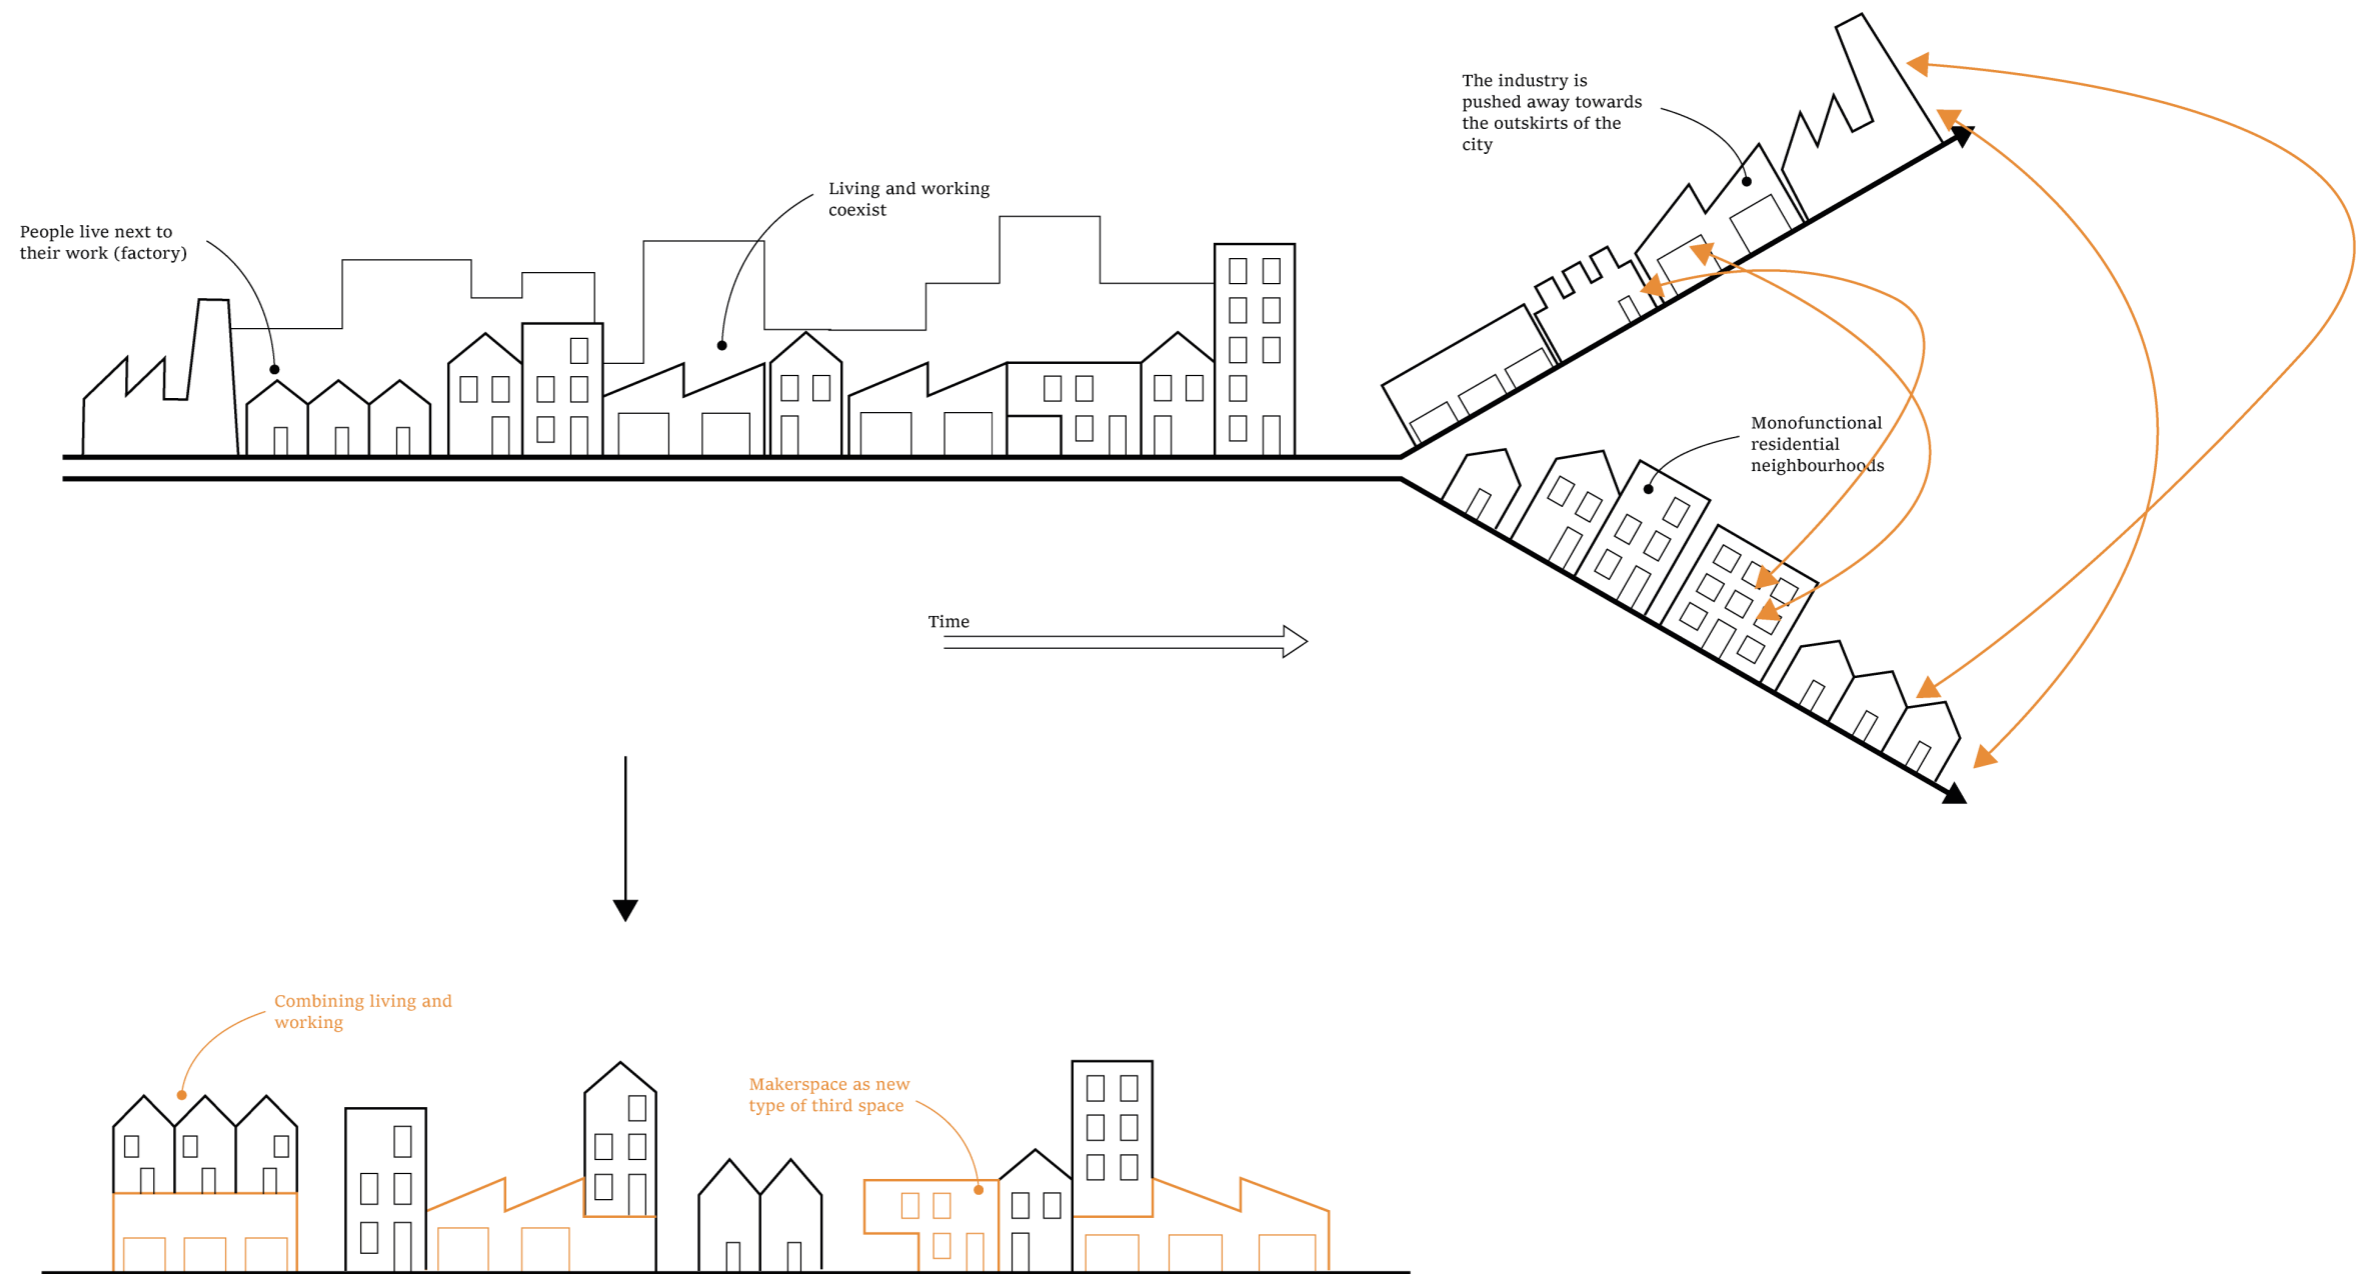 People live next to
their work (factory)
Living and working
coexist
The industry is
pushed away towards
the outskirts of the
city
Monofunctional
residential
neighbourhoods
Time
Combining living and
working
Makerspace as new
type of third space